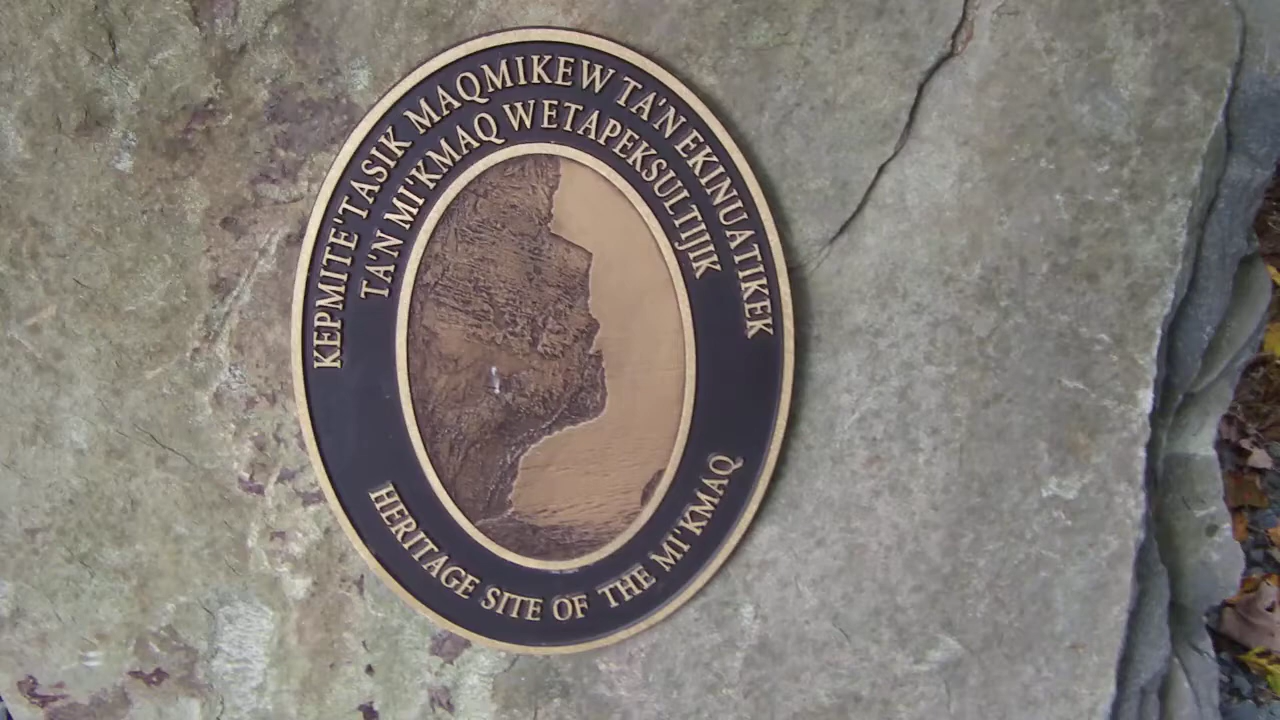 KEPMITE'TASIK MAQMIKEW TA'N EKINUATIKEK
TA'N MI'KMAQ WETAPEKSULTIJIK
HERITAGE SITE OF THE MI'KMAQ